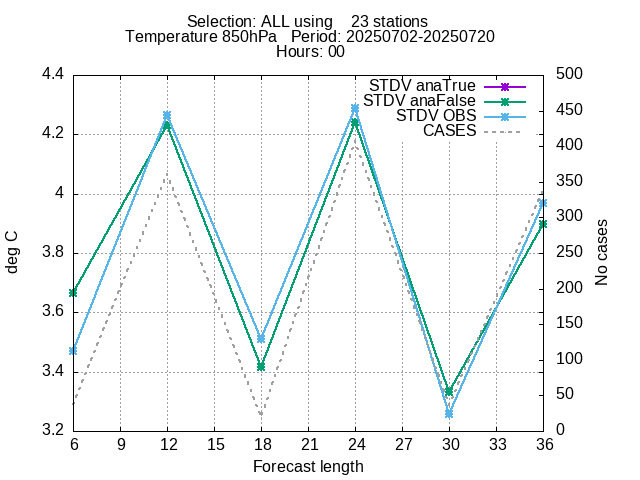 Selection: ALL using    23 stations
Temperature 850hPa   Period: 20250702-20250720
Hours: 00
STDV anaTrue
STDV anaFalse
STDV OBS
CASES
4.4
4.2
4
3.8
3.6
3.4
3.2
deg C
500
450
400
350
300
250
200
150
100
50
0
No cases
6 9 12 15 18 21 24 27 30 33 36
Forecast length